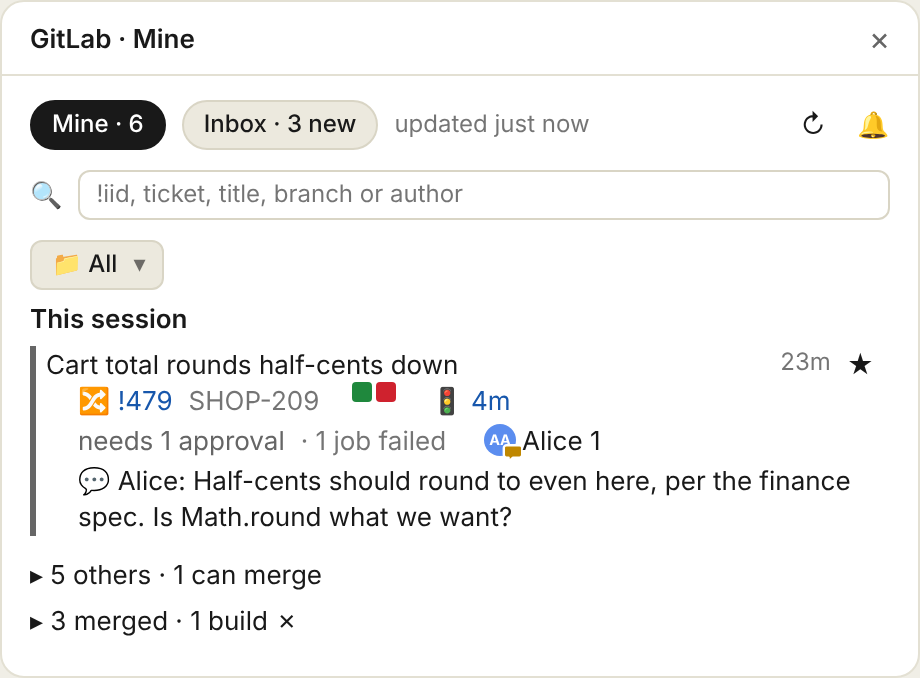 GitLab · Mine ×
Mine · 6 Inbox · 3 new updated just now
!iid, ticket, title, branch or author
All ▾
This session
Cart total rounds half-cents down 23m ★
!479 SHOP-209 4m
needs 1 approval · 1 job failed AA Alice 1
Alice: Half-cents should round to even here, per the finance
spec. Is Math.round what we want?
▸ 5 others · 1 can merge
▸ 3 merged · 1 build ×